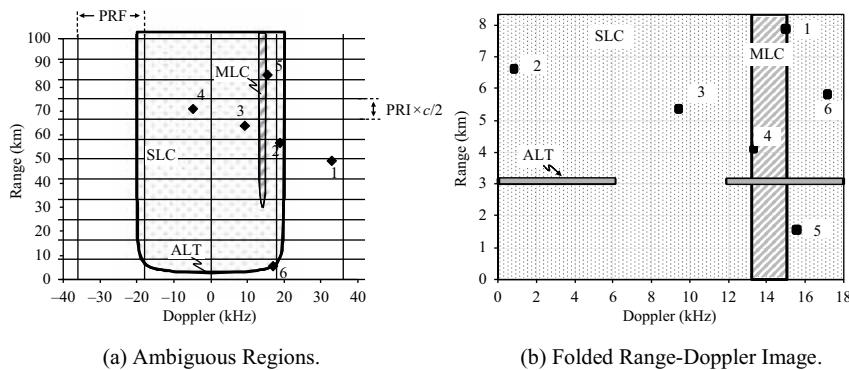 PRF
100
90
80
70
60
50
40
30
20
10
0
Range (km)
MLC
5
4
3
PRI×c/2
SLC
2
1
ALT
6
–40 –30 –20 –10 0 10 20 30 40
Doppler (kHz)
(a) Ambiguous Regions.
8
7
6
5
4
3
2
1
0
Range (km)
SLC
1
MLC
2
3
6
4
ALT
5
0 2 4 6 8 10 12 14 16 18
Doppler (kHz)
(b) Folded Range-Doppler Image.